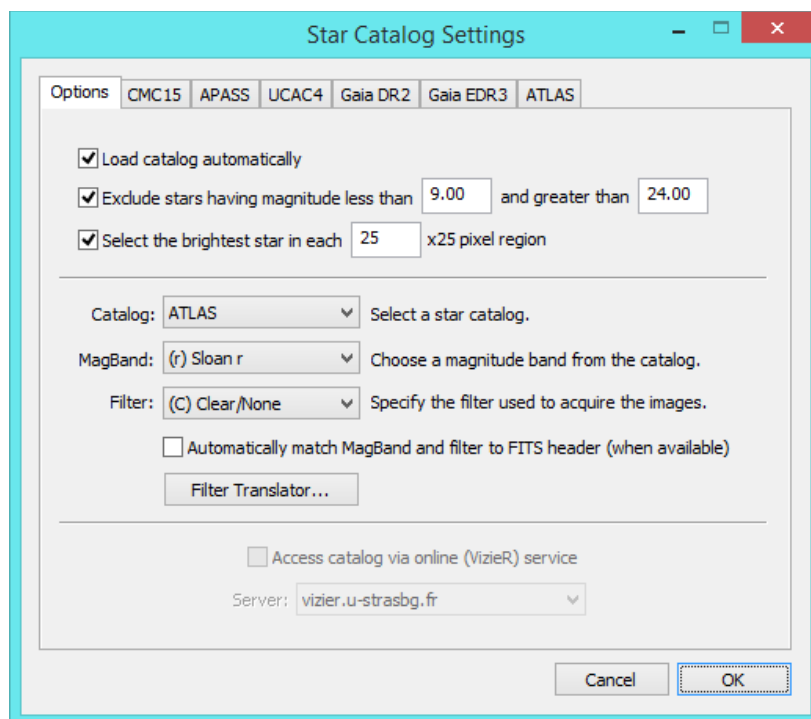 Star Catalog Settings
Options CMC15 APASS UCAC4 Gaia DR2 Gaia EDR3 ATLAS
Load catalog automatically
Exclude stars having magnitude less than 9.00 and greater than 24.00
Select the brightest star in each 25 x25 pixel region
Catalog: ATLAS Select a star catalog.
MagBand: (r) Sloan r Choose a magnitude band from the catalog.
Filter: (C) Clear/None Specify the filter used to acquire the images.
Automatically match MagBand and filter to FITS header (when available)
Filter Translator...
Access catalog via online (VizieR) service
Server: vizier.u-strasbg.fr
Cancel OK